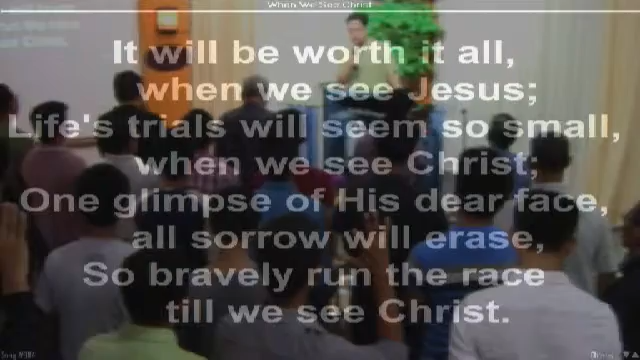 When We See Christ
It will be worth it all,
when we see Jesus;
Life's trials will seem so small,
when we see Christ;
One glimpse of His dear face,
all sorrow will erase,
So bravely run the race
till we see Christ.